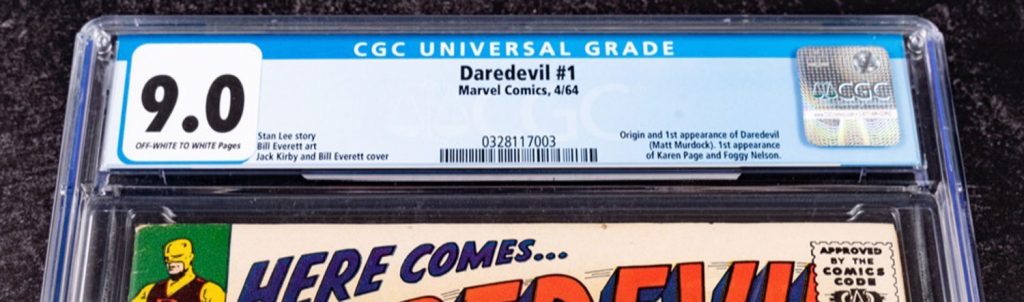 CGC UNIVERSAL GRADE
9.0
OFF-WHITE TO WHITE Pages
Daredevil #1
Marvel Comics, 4/64
Stan Lee story
Bill Everett art
Jack Kirby and Bill Everett cover
0328117003
Origin and 1st appearance of Daredevil
(Matt Murdock). 1st appearance
of Karen Page and Foggy Nelson.
CGC
HERE COMES...
DAREDEVIL
APPROVED
BY THE
COMICS
CODE